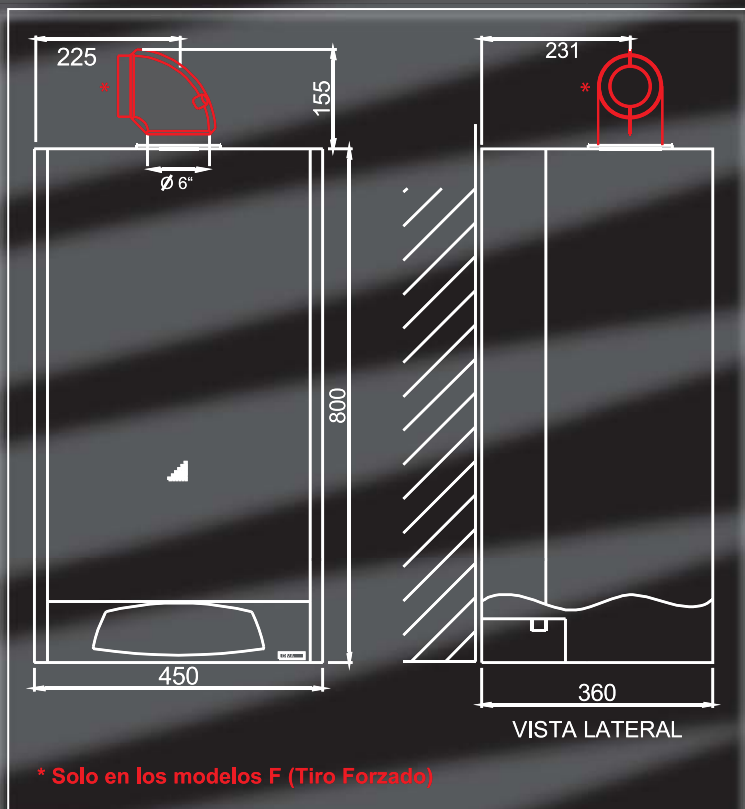 225
231
*
*
155
Ø 6“
800
450
360
VISTA LATERAL
* Solo en los modelos F (Tiro Forzado)